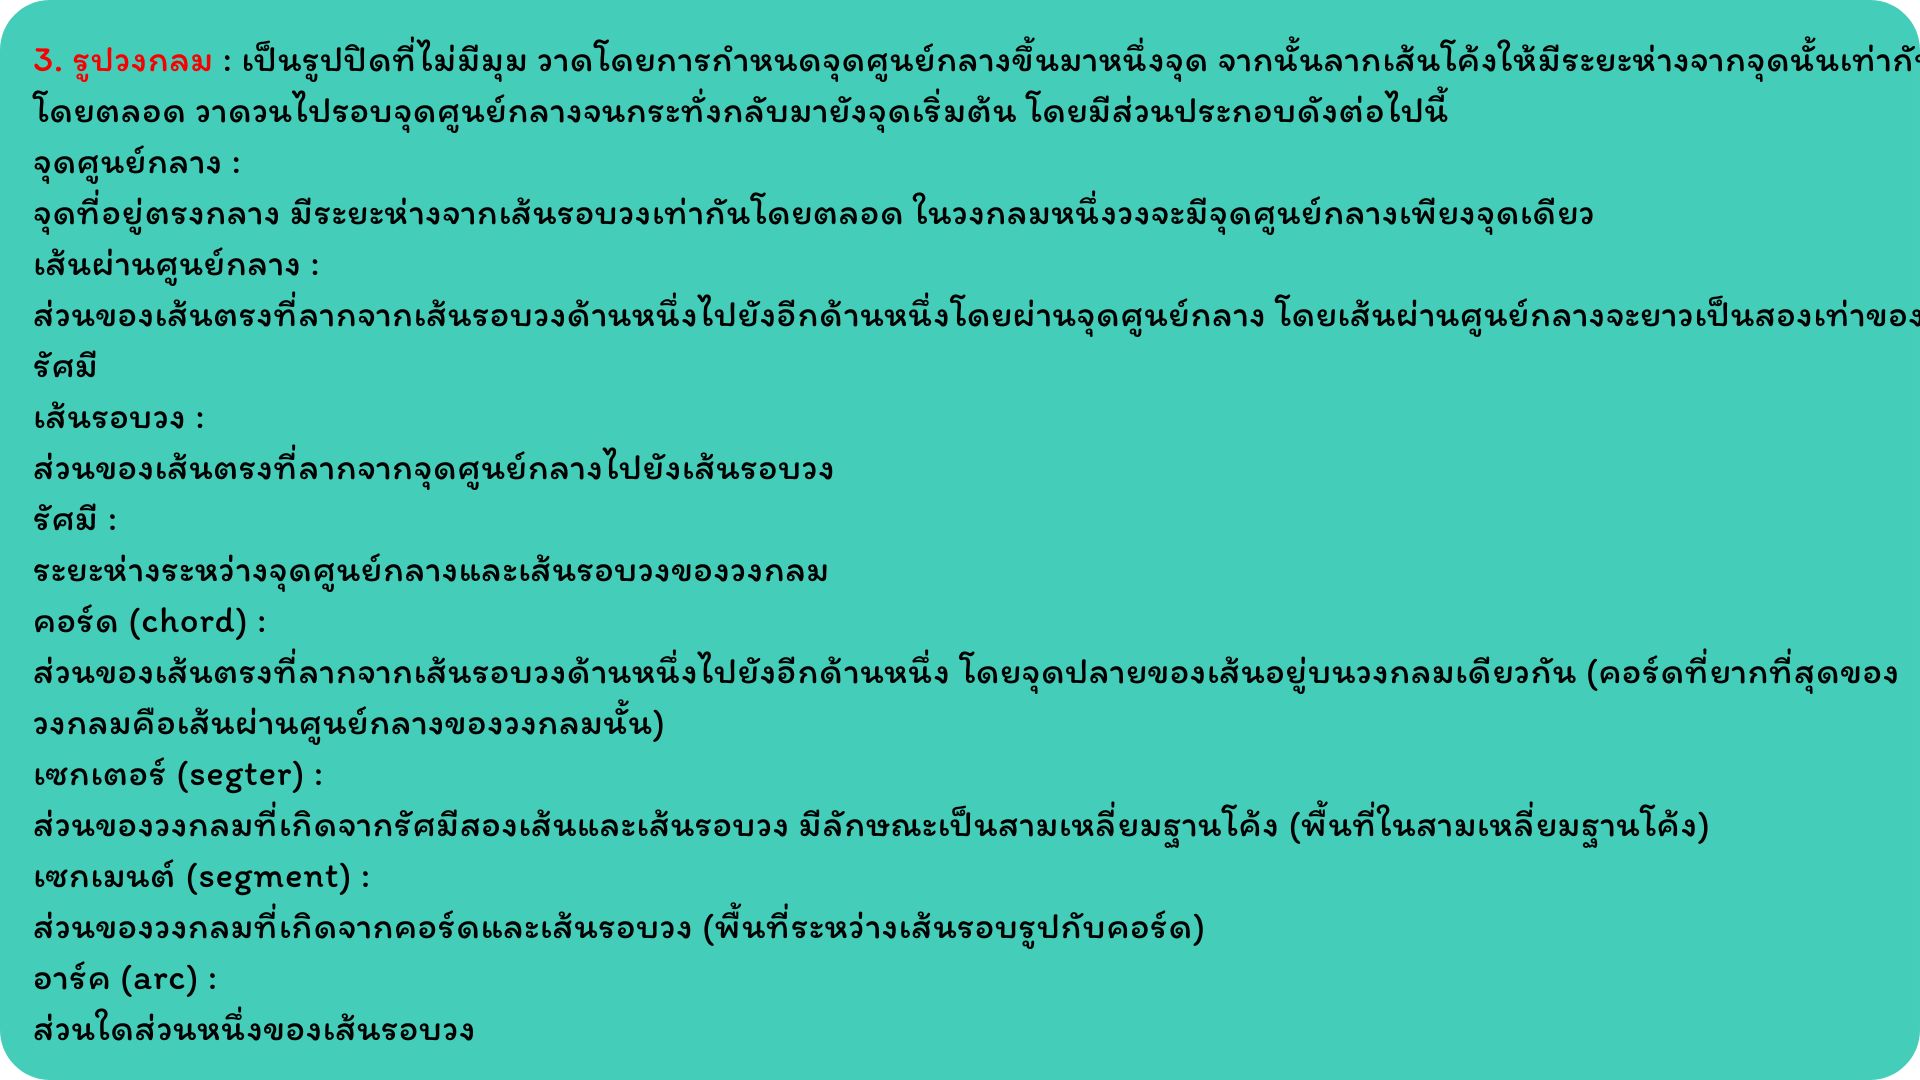 3. รูปวงกลม : เป็นรูปปิดที่ไม่มีมุม วาดโดยการกำหนดจุดศูนย์กลางขึ้นมาหนึ่งจุด จากนั้นลากเส้นโค้งให้มีระยะห่างจากจุดนั้นเท่ากัน
โดยตลอด วาดวนไปรอบจุดศูนย์กลางจนกระทั่งกลับมายังจุดเริ่มต้น โดยมีส่วนประกอบดังต่อไปนี้
จุดศูนย์กลาง :
จุดที่อยู่ตรงกลาง มีระยะห่างจากเส้นรอบวงเท่ากันโดยตลอด ในวงกลมหนึ่งวงจะมีจุดศูนย์กลางเพียงจุดเดียว
เส้นผ่านศูนย์กลาง :
ส่วนของเส้นตรงที่ลากจากเส้นรอบวงด้านหนึ่งไปยังอีกด้านหนึ่งโดยผ่านจุดศูนย์กลาง โดยเส้นผ่านศูนย์กลางจะยาวเป็นสองเท่าของ
รัศมี
เส้นรอบวง :
ส่วนของเส้นตรงที่ลากจากจุดศูนย์กลางไปยังเส้นรอบวง
รัศมี :
ระยะห่างระหว่างจุดศูนย์กลางและเส้นรอบวงของวงกลม
คอร์ด (chord) :
ส่วนของเส้นตรงที่ลากจากเส้นรอบวงด้านหนึ่งไปยังอีกด้านหนึ่ง โดยจุดปลายของเส้นอยู่บนวงกลมเดียวกัน (คอร์ดที่ยากที่สุดของ
วงกลมคือเส้นผ่านศูนย์กลางของวงกลมนั้น)
เซกเตอร์ (segter) :
ส่วนของวงกลมที่เกิดจากรัศมีสองเส้นและเส้นรอบวง มีลักษณะเป็นสามเหลี่ยมฐานโค้ง (พื้นที่ในสามเหลี่ยมฐานโค้ง)
เซกเมนต์ (segment) :
ส่วนของวงกลมที่เกิดจากคอร์ดและเส้นรอบวง (พื้นที่ระหว่างเส้นรอบรูปกับคอร์ด)
อาร์ค (arc) :
ส่วนใดส่วนหนึ่งของเส้นรอบวง